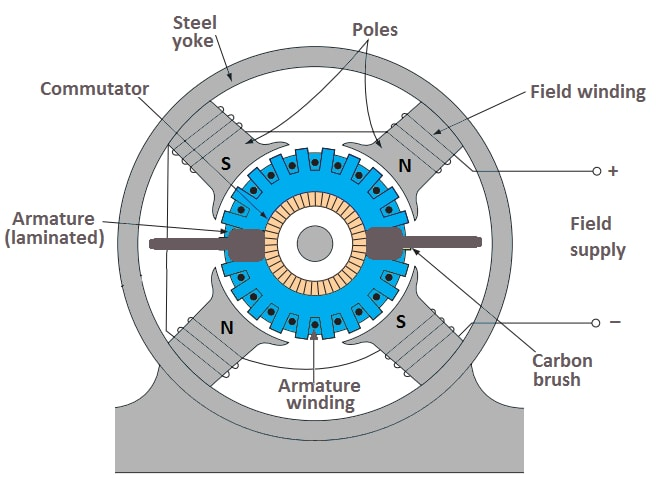 Steel
yoke
Poles
Commutator
Field winding
S
N
+
Armature
(laminated)
Field
supply
N
S
−
Carbon
brush
Armature
winding